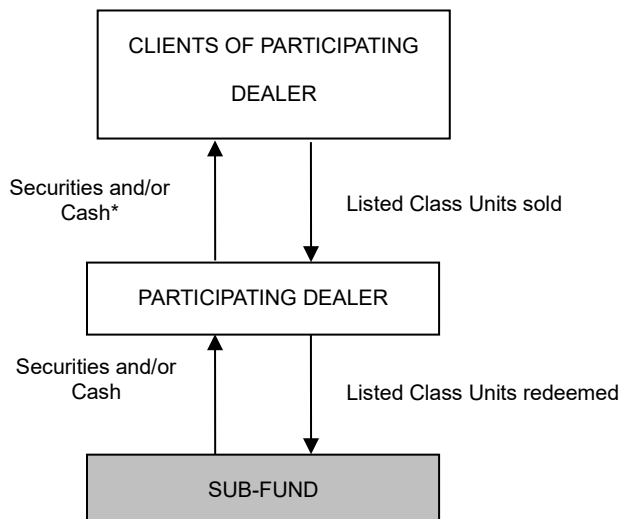 CLIENTS OF PARTICIPATING
DEALER
Securities and/or
Cash*
Listed Class Units sold
PARTICIPATING DEALER
Securities and/or
Cash
Listed Class Units redeemed
SUB-FUND